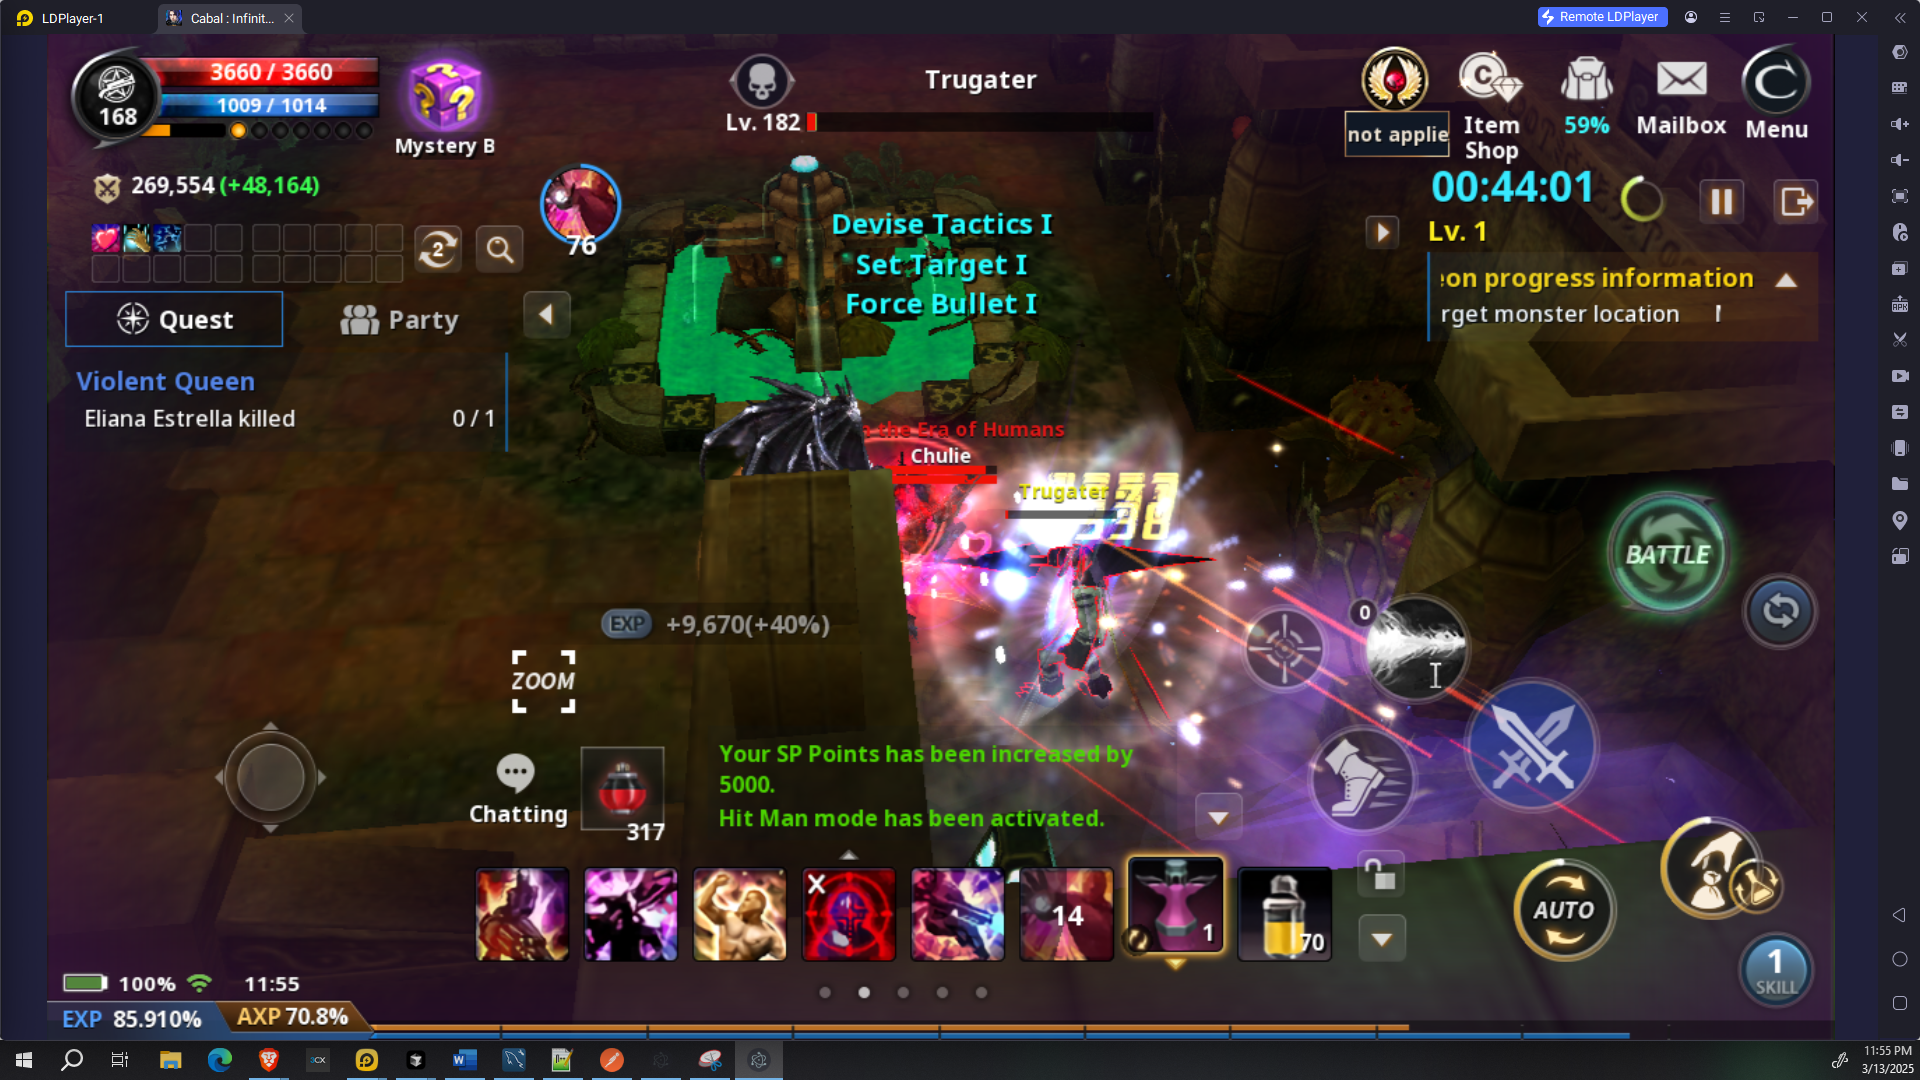 LDPlayer-1
Cabal : Infinit...
Remote LDPlayer
3660 / 3660
1009 / 1014
168
Mystery B
Trugater
Lv. 182
not applie
Item
Shop
59%
Mailbox
Menu
269,554 (+48,164)
00:44:01
Lv. 1
2
76
Devise Tactics I
Set Target I
Force Bullet I
on progress information
rget monster location
Quest
Party
Violent Queen
Eliana Estrella killed
0 / 1
the Era of Humans
Chulie
Trugater
BATTLE
EXP +9,670(+40%)
0
ZOOM
Your SP Points has been increased by
5000.
Hit Man mode has been activated.
Chatting
317
14
1
70
AUTO
1
SKILL
100%
11:55
EXP 85.910%
AXP 70.8%
3CX
11:55 PM
3/13/2025